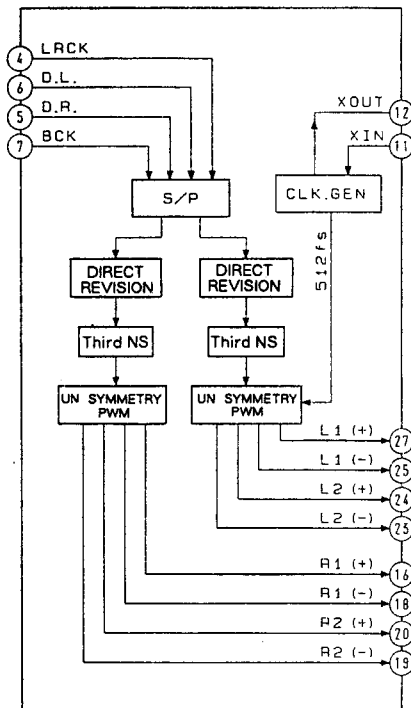 4 LRCK
6 D.L.
5 D.R.
7 BCK
XOUT 12
XIN 11
S/P
CLK.GEN
512fs
DIRECT REVISION
DIRECT REVISION
Third NS
Third NS
UN SYMMETRY PWM
UN SYMMETRY PWM
L1 (+) 27
L1 (-) 25
L2 (+) 24
L2 (-) 23
R1 (+) 16
R1 (-) 18
R2 (+) 20
R2 (-) 19